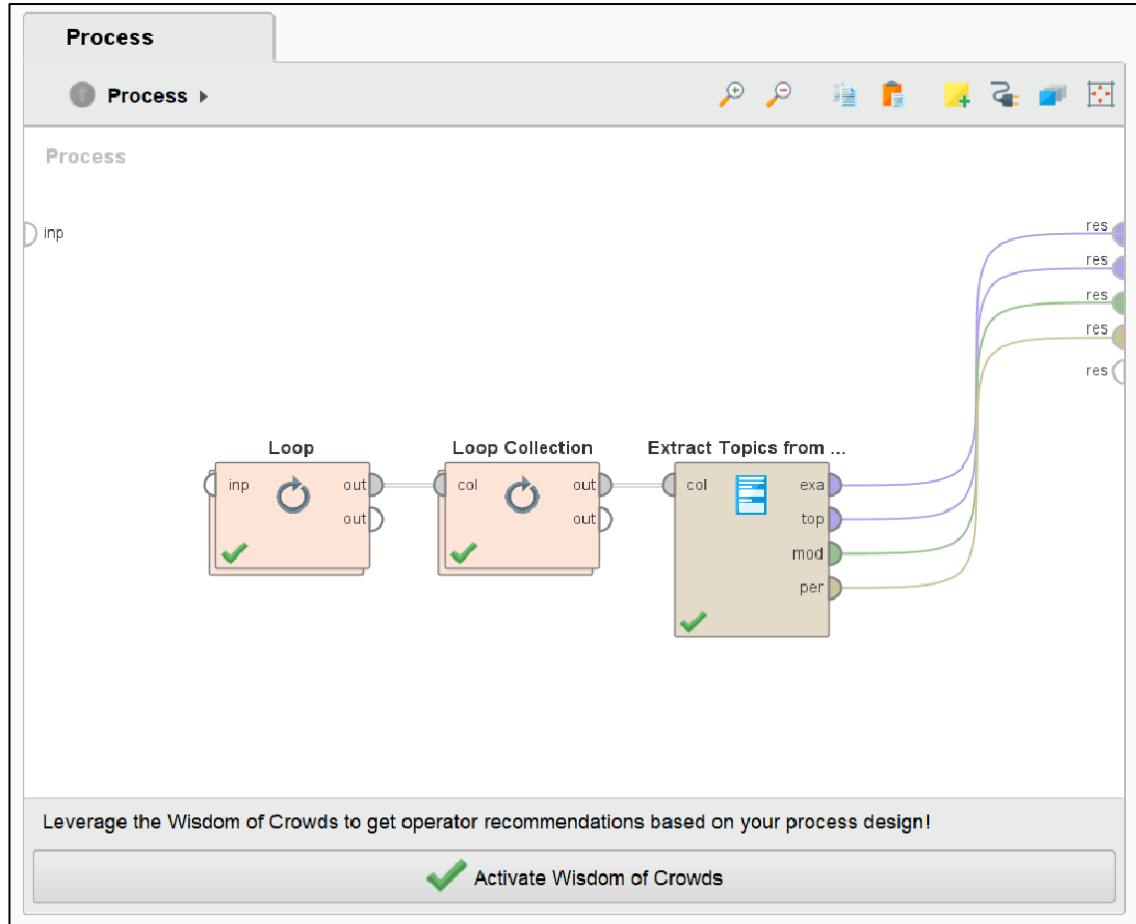 Process
Process
Process
inp
res
res
res
res
res
Loop
Loop Collection
Extract Topics from ...
inp
out
out
col
out
out
col
exa
top
mod
per
Leverage the Wisdom of Crowds to get operator recommendations based on your process design!
Activate Wisdom of Crowds